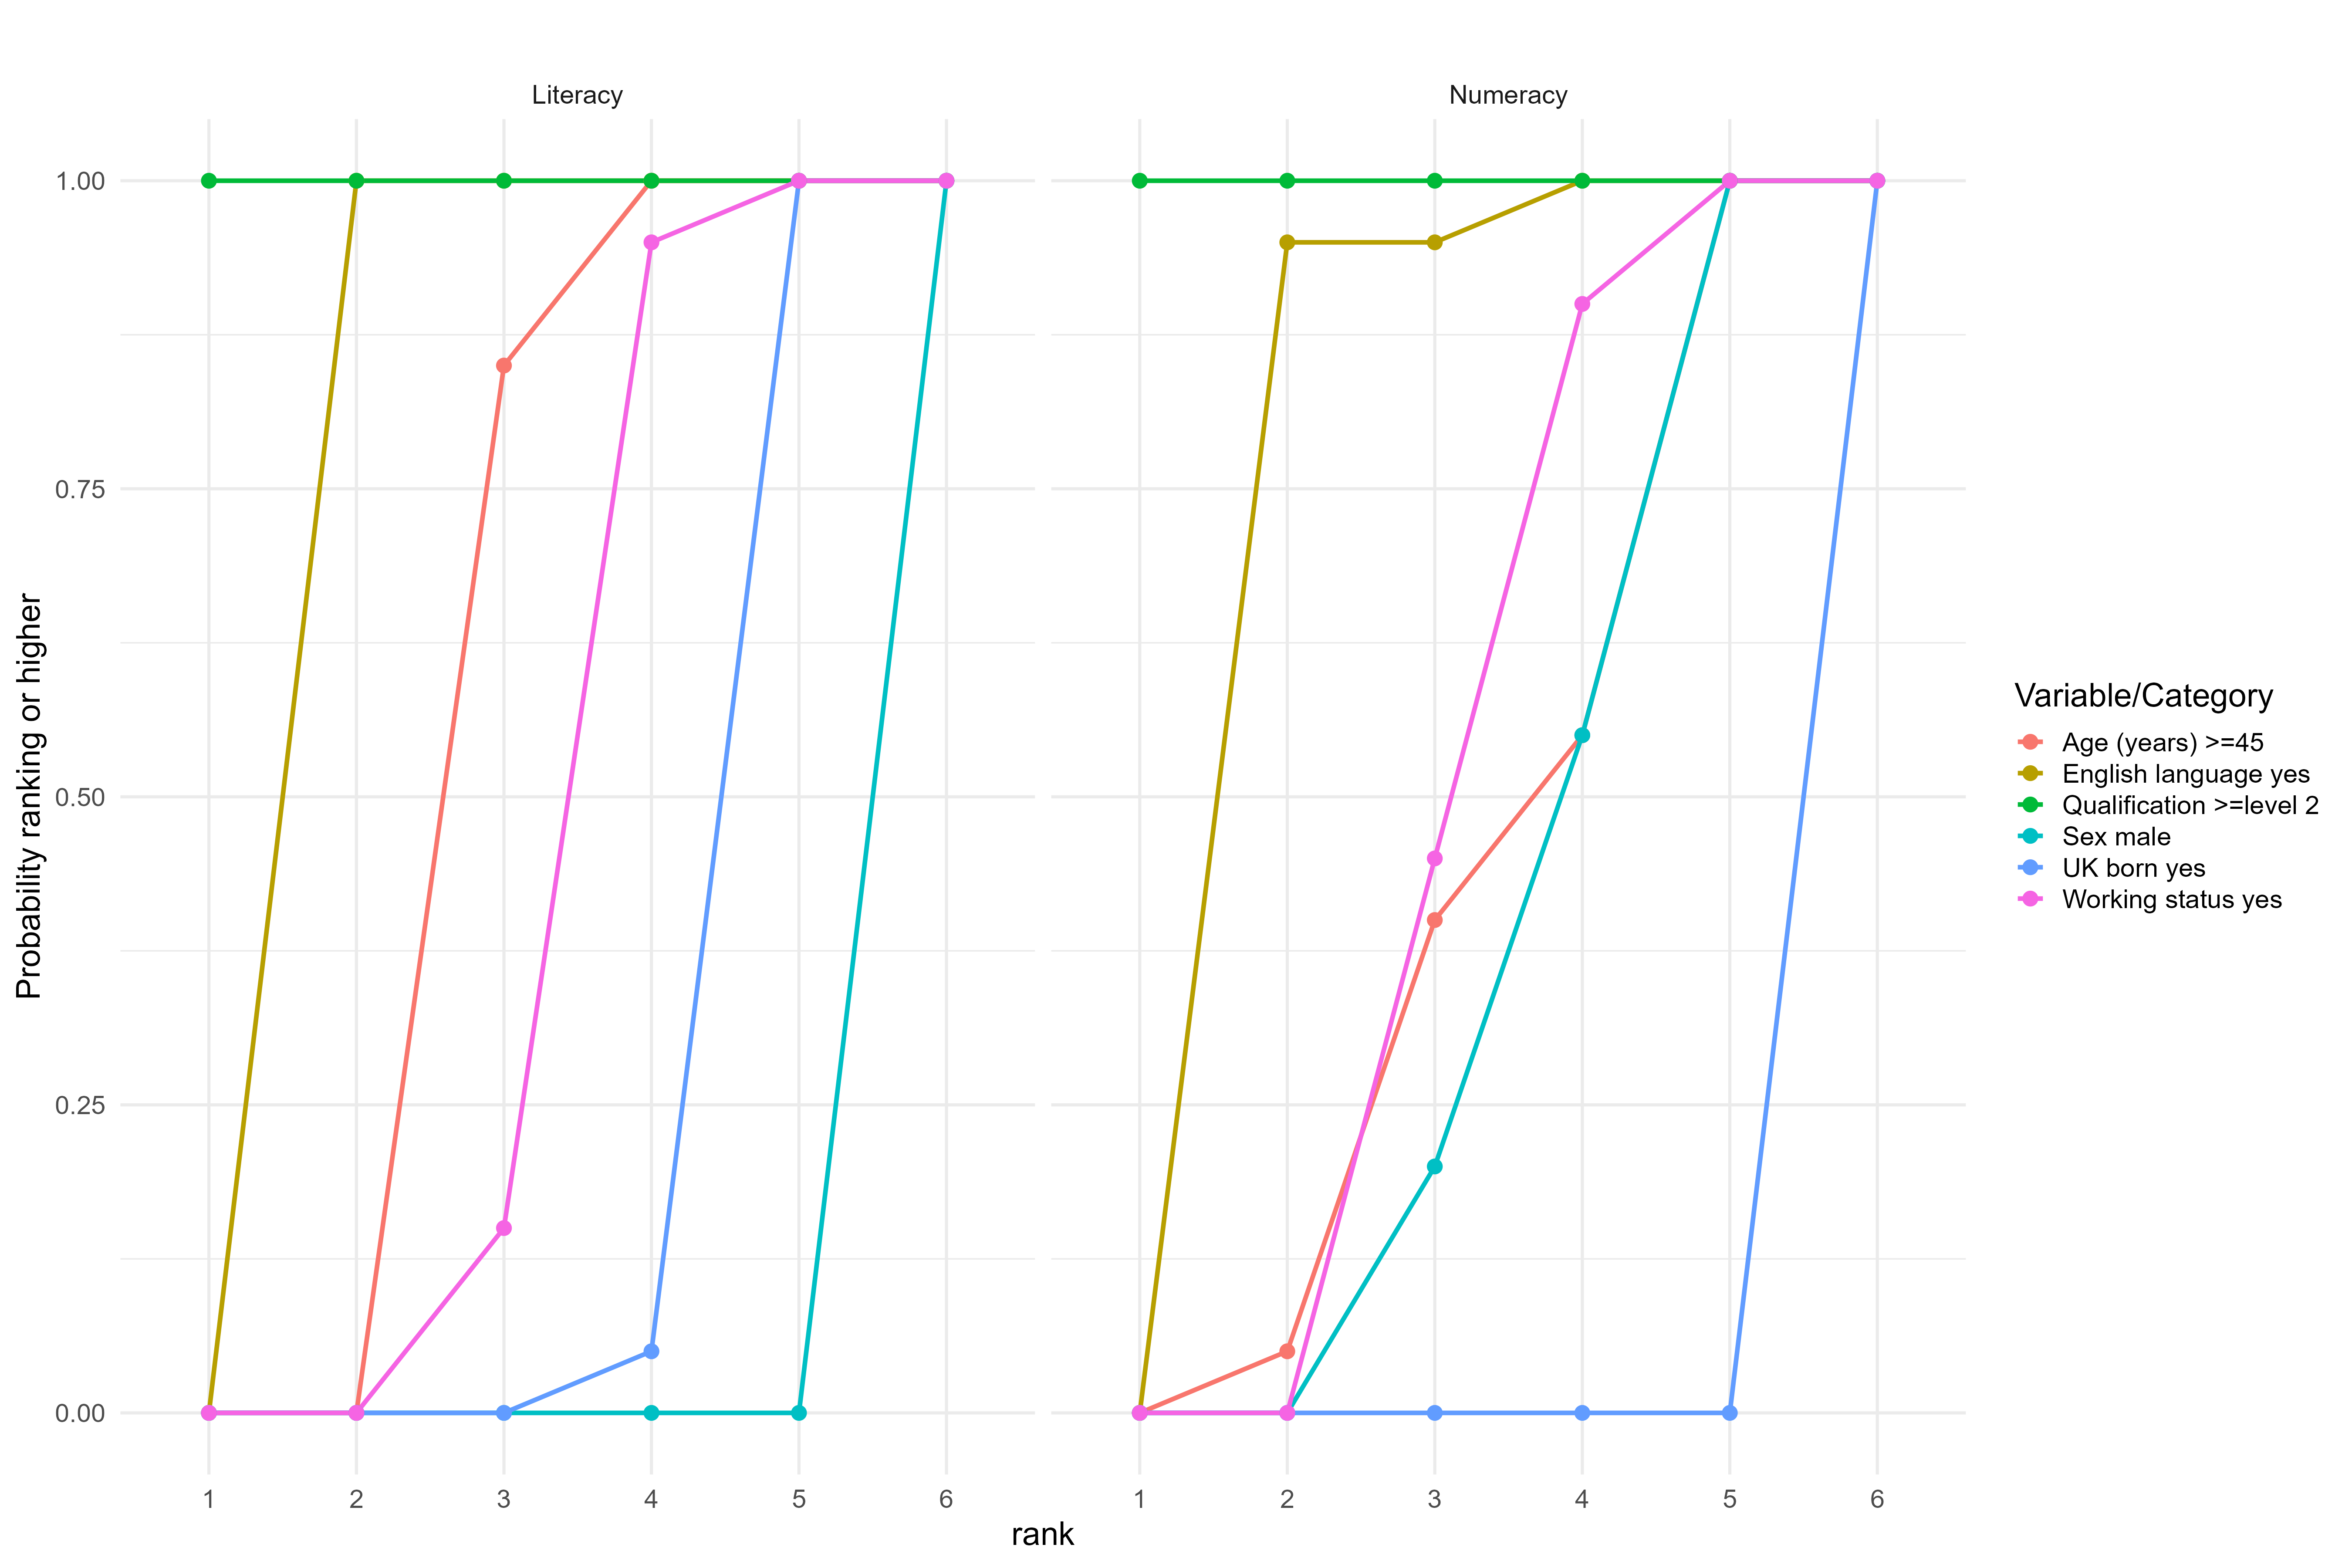 Literacy
Numeracy
1.00
0.75
0.50
0.25
0.00
Probability ranking or higher
1 2 3 4 5 6
1 2 3 4 5 6
rank
Variable/Category
Age (years) >=45
English language yes
Qualification >=level 2
Sex male
UK born yes
Working status yes